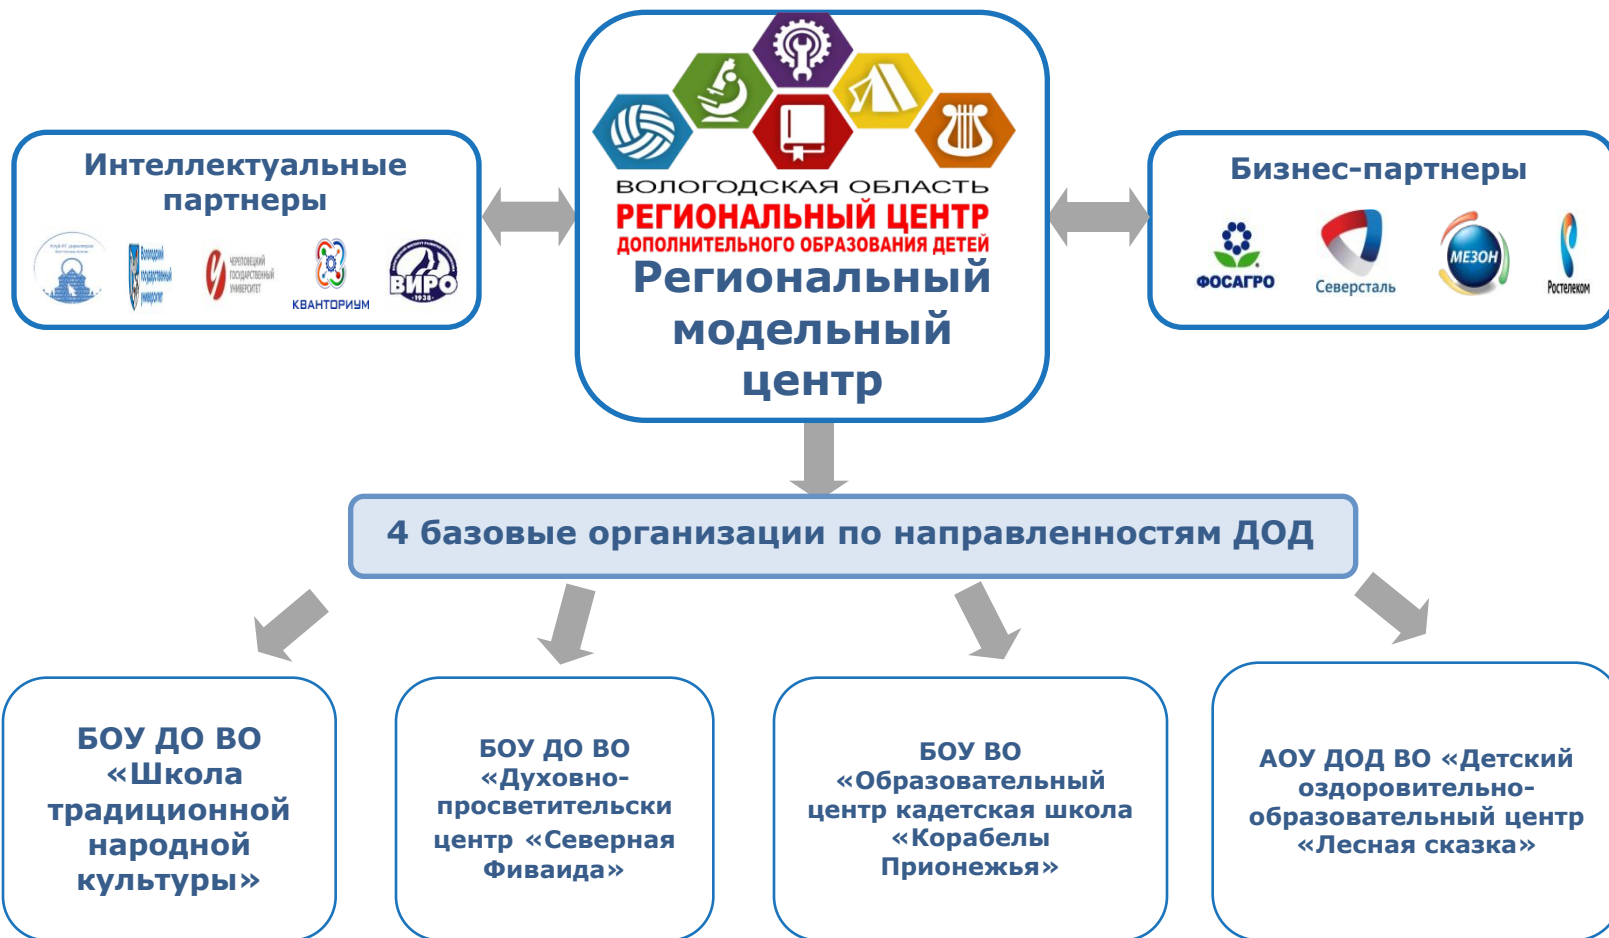 ВОЛОГОДСКАЯ ОБЛАСТЬ
РЕГИОНАЛЬНЫЙ ЦЕНТР
ДОПОЛНИТЕЛЬНОГО ОБРАЗОВАНИЯ ДЕТЕЙ
Региональный
модельный
центр
Интеллектуальные
партнеры
Вологодский
государственный
университет
ЧЕРЕПОВЕЦКИЙ
ГОСУДАРСТВЕННЫЙ
УНИВЕРСИТЕТ
КВАНТОРИУМ
ВИРО
·1938·
Бизнес-партнеры
ФОСАГРО
Северсталь
МЕЗОН
Ростелеком
4 базовые организации по направленностям ДОД
БОУ ДО ВО
«Школа
традиционной
народной
культуры»
БОУ ДО ВО
«Духовно-
просветительски
центр «Северная
Фиваида»
БОУ ВО
«Образовательный
центр кадетская школа
«Корабелы
Прионежья»
АОУ ДОД ВО «Детский
оздоровительно-
образовательный центр
«Лесная сказка»